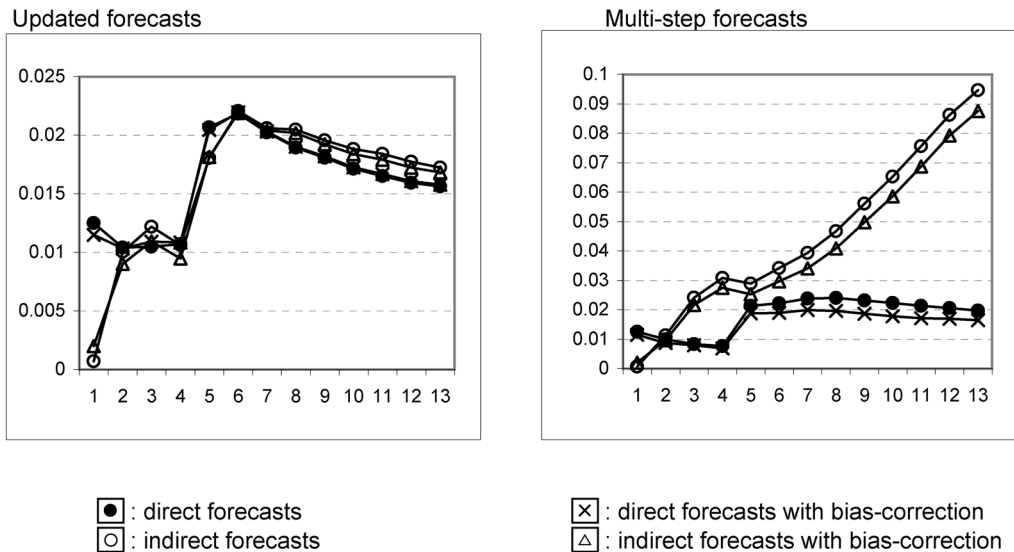 Updated forecasts
Multi-step forecasts
0.025
0.02
0.015
0.01
0.005
0
1 2 3 4 5 6 7 8 9 10 11 12 13
0.1
0.09
0.08
0.07
0.06
0.05
0.04
0.03
0.02
0.01
0
1 2 3 4 5 6 7 8 9 10 11 12 13
: direct forecasts
: indirect forecasts
: direct forecasts with bias-correction
: indirect forecasts with bias-correction